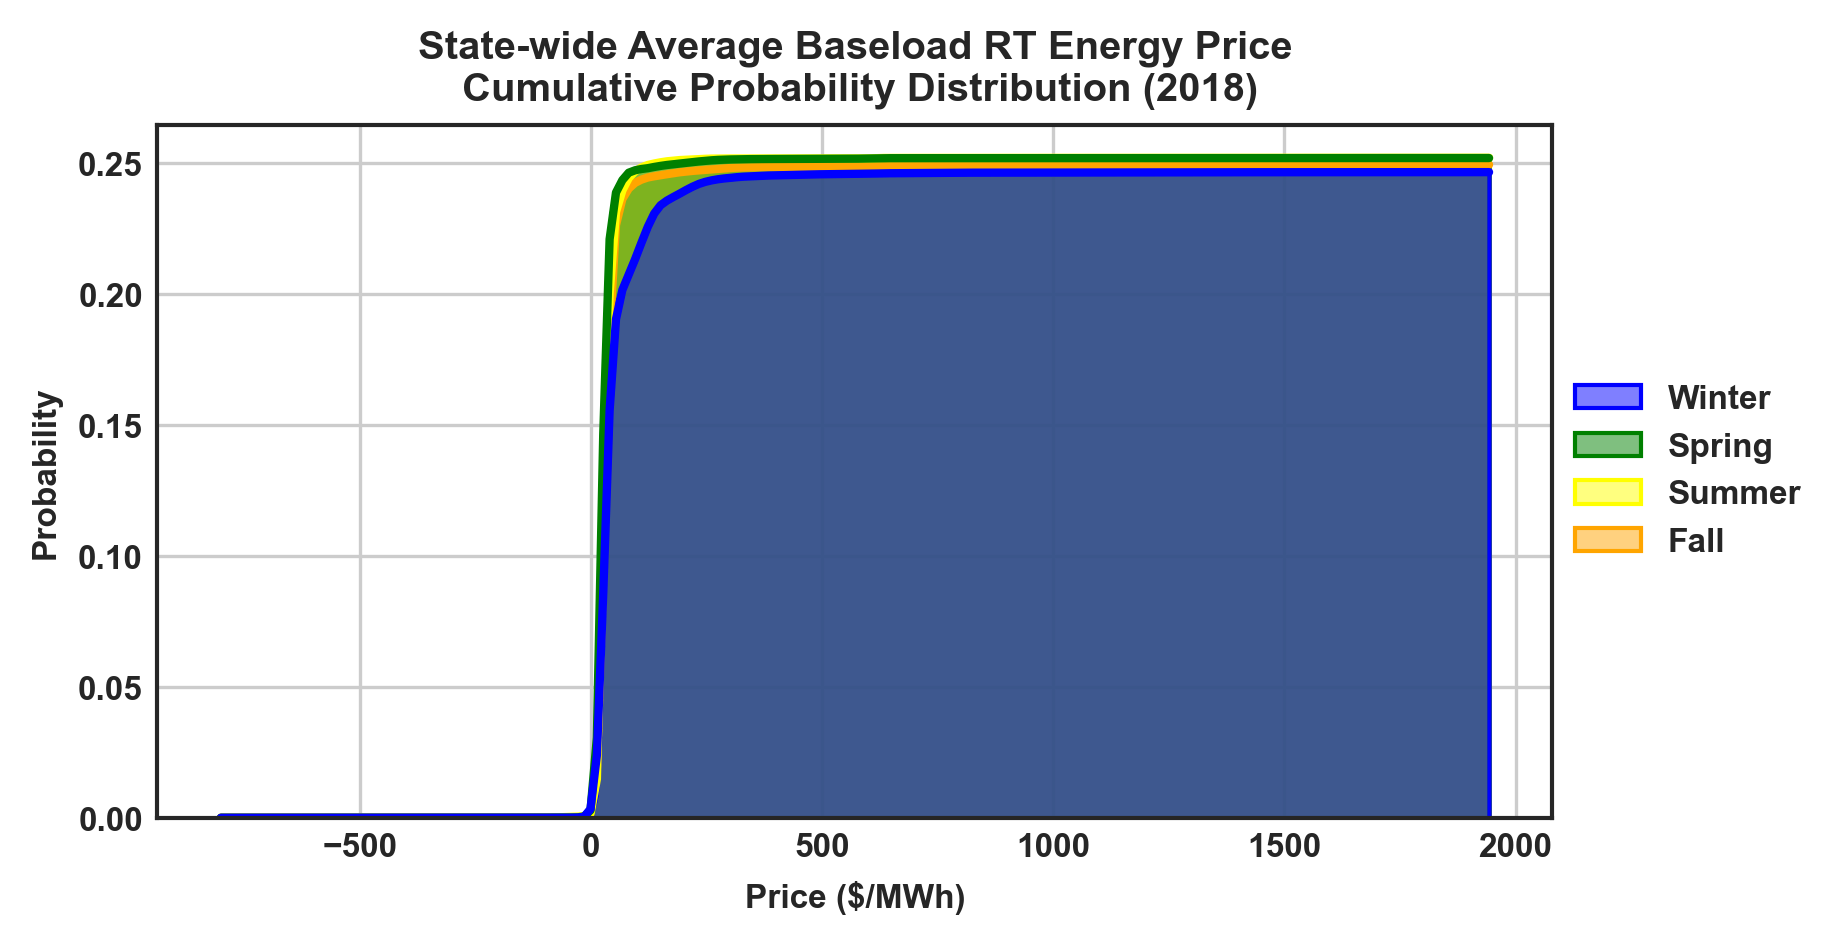 State-wide Average Baseload RT Energy Price
Cumulative Probability Distribution (2018)
0.25
0.20
0.15
0.10
0.05
0.00
Probability
−500
0
500
1000
1500
2000
Price ($/MWh)
Winter
Spring
Summer
Fall